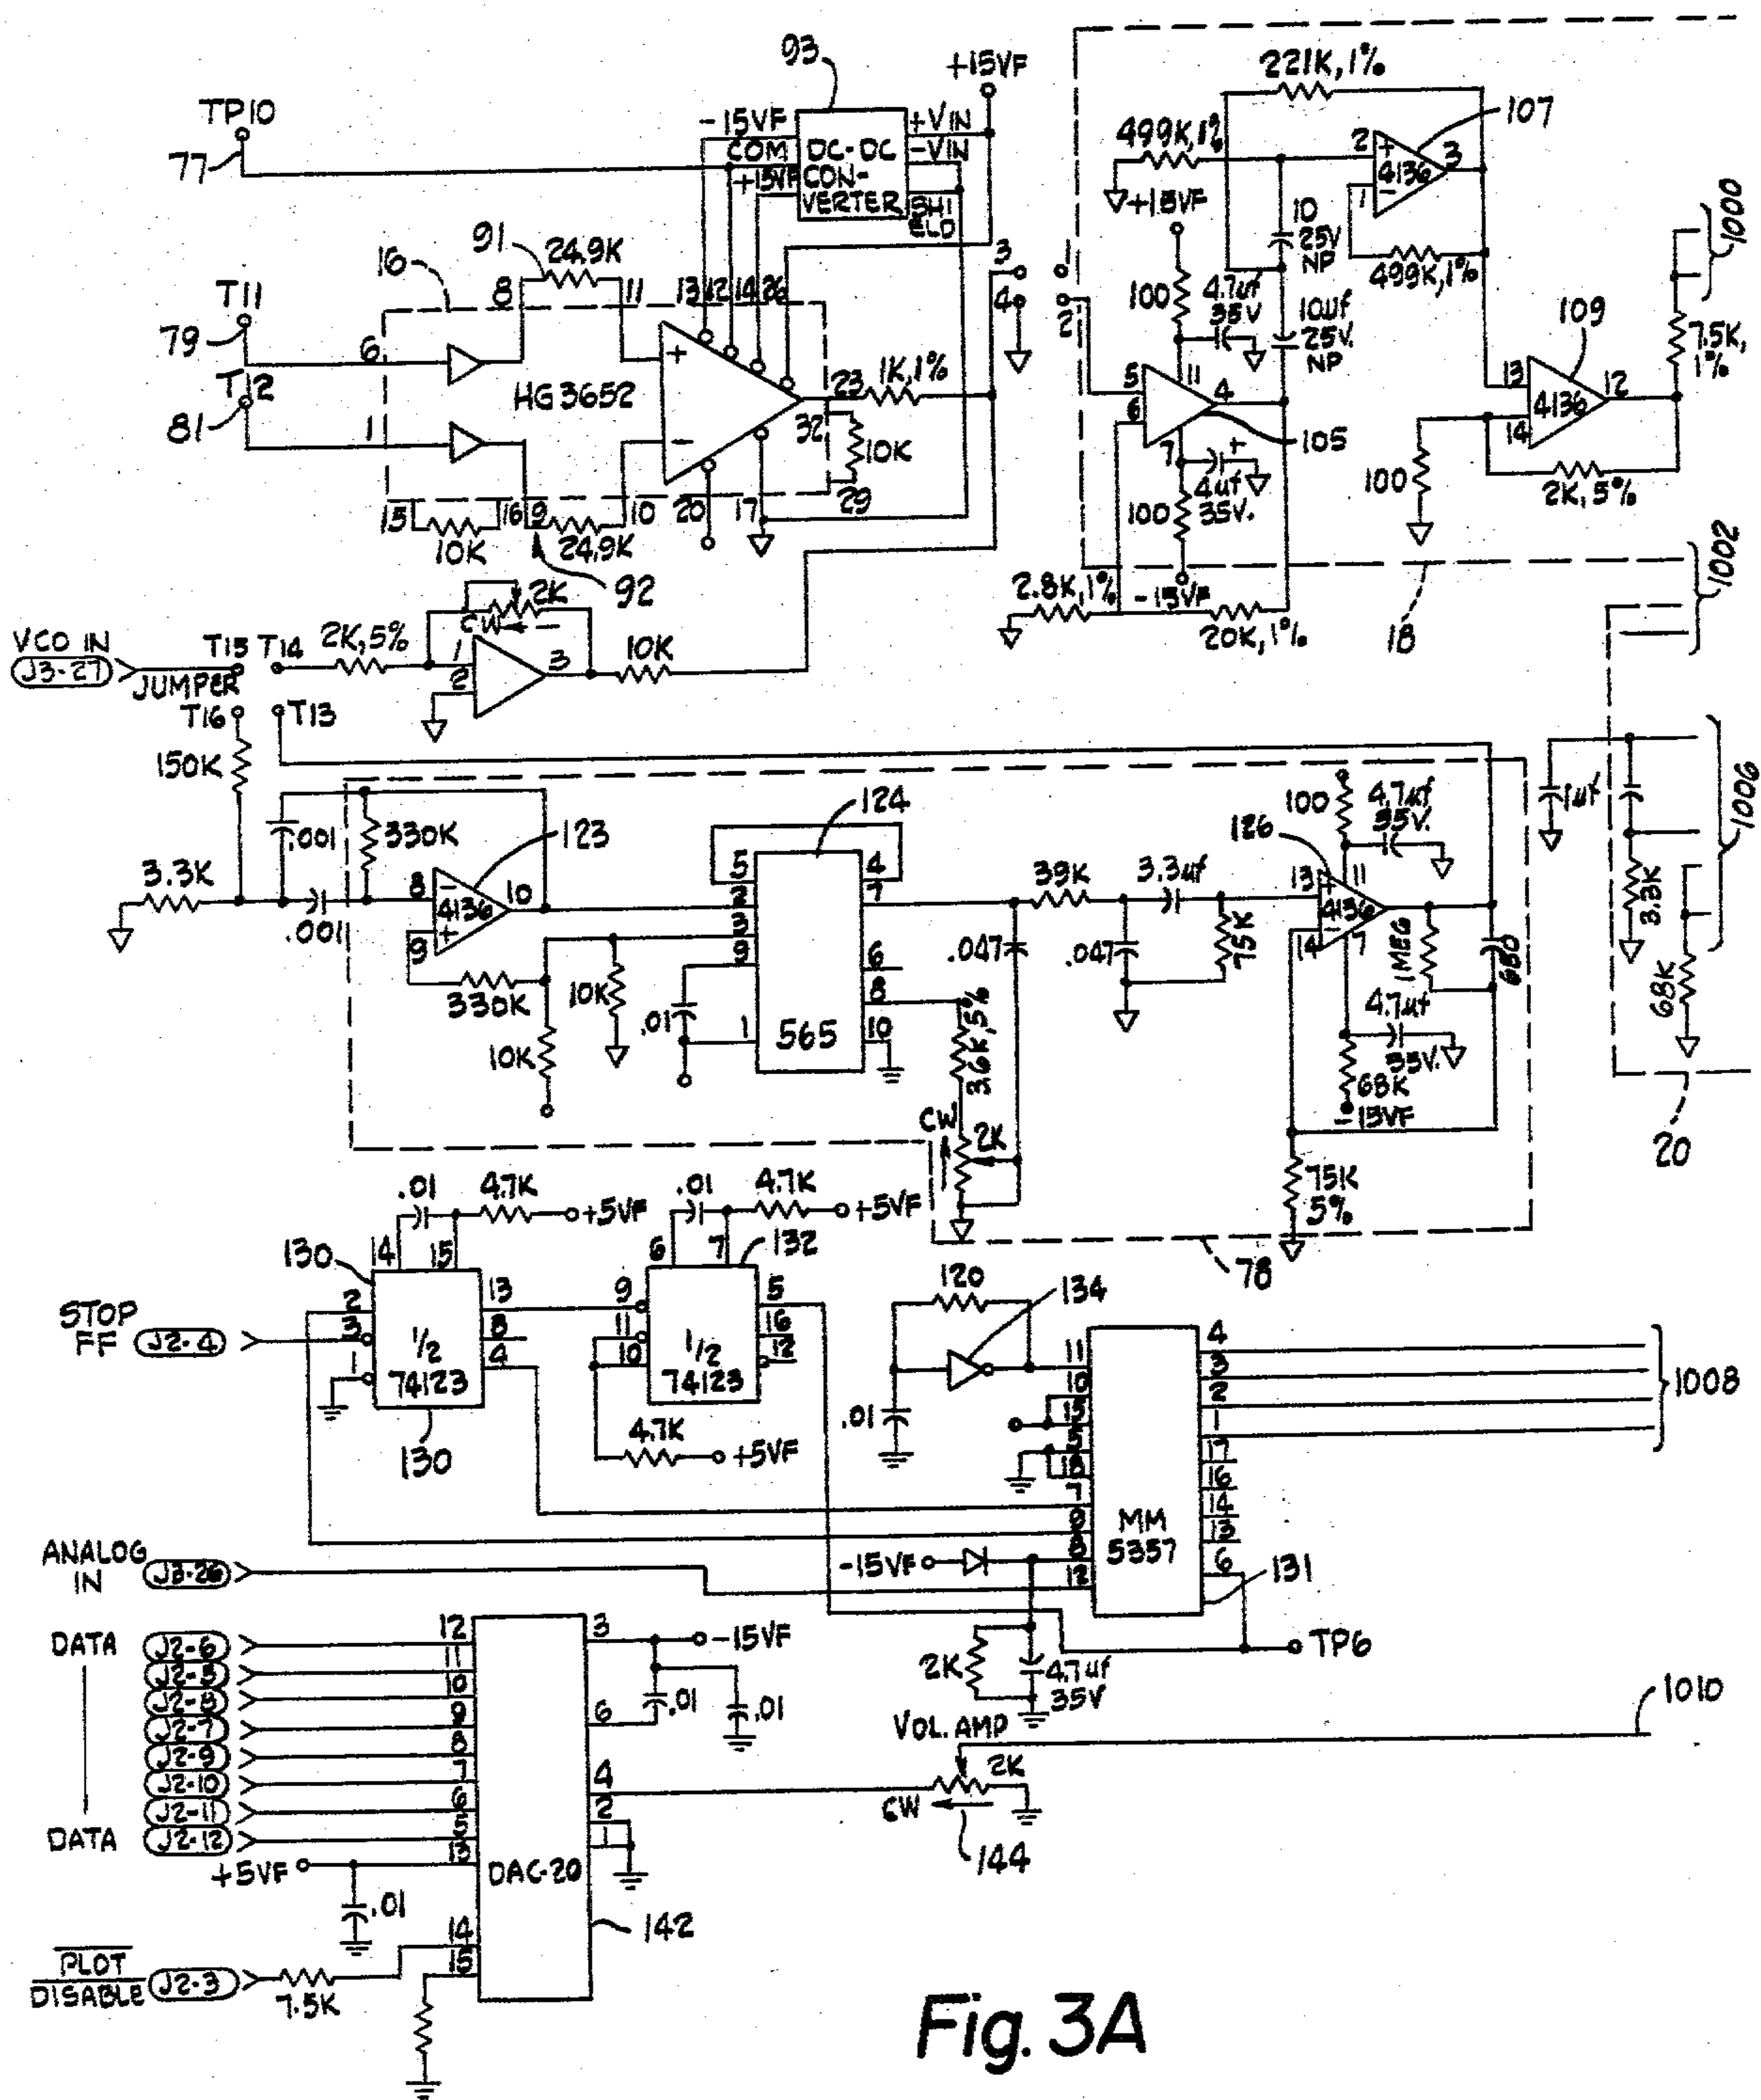 93
+15VF
TP10
77
-15VF
COM
+15VF
DC-DC
CON-
VERTER
+VIN
-VIN
SHI
ELD
221K, 1%
499K, 1%
107
2
+
4136
3
1
-
+15VF
10
25V
NP
499K, 1%
1000
16
91
24.9K
8
11
13
12
14
26
3
1
4
2
100
4.7uf
35V
10uf
25V.
NP
109
7.5K,
1%
T11
79
6
T12
81
1
HG3652
+
-
23
1K, 1%
32
10K
29
5
6
11
4
7
105
+
4uf
35V.
100
13
4136
12
14
100
2K, 5%
15
16
9
10
20
17
10K
24.9K
92
2.8K, 1%
-15VF
20K, 1%
18
1002
2K
CW
VCO IN
J3-27
JUMPER
T15
T14
2K, 5%
1
2
3
10K
T16
T13
150K
3.3K
.001
.001
330K
123
8
-
4136
10
+
9
330K
10K
10K
124
5
2
3
9
1
4
7
6
8
10
565
.01
39K
3.3uf
.047
.047
75K
3.6K, 5%
CW
2K
100
4.7uf
35V.
126
13
+
4136
11
-
14
7
1MEG
680
4.7uf
35V.
68K
-15VF
75K
5%
78
1uf
3.3K
68K
1006
20
.01
4.7K
+5VF
14
15
130
2
3
1
13
8
4
1/2
74123
130
STOP
FF
J2-4
.01
4.7K
+5VF
6
7
132
9
11
10
5
16
12
1/2
74123
4.7K
+5VF
120
134
.01
11
10
15
5
18
7
8
12
MM
5357
4
3
2
1
17
16
14
13
6
131
1008
ANALOG
IN
J3-26
-15VF
2K
4.7uf
35V
TP6
DATA
J2-6
J2-5
J2-8
J2-7
J2-9
J2-10
J2-11
DATA
J2-12
+5VF
.01
12
11
10
9
8
7
6
5
13
14
15
DAC-20
3
6
4
2
1
-15VF
.01
.01
142
VOL. AMP
2K
CW
144
1010
PLOT
DISABLE
J2-3
7.5K
Fig. 3A